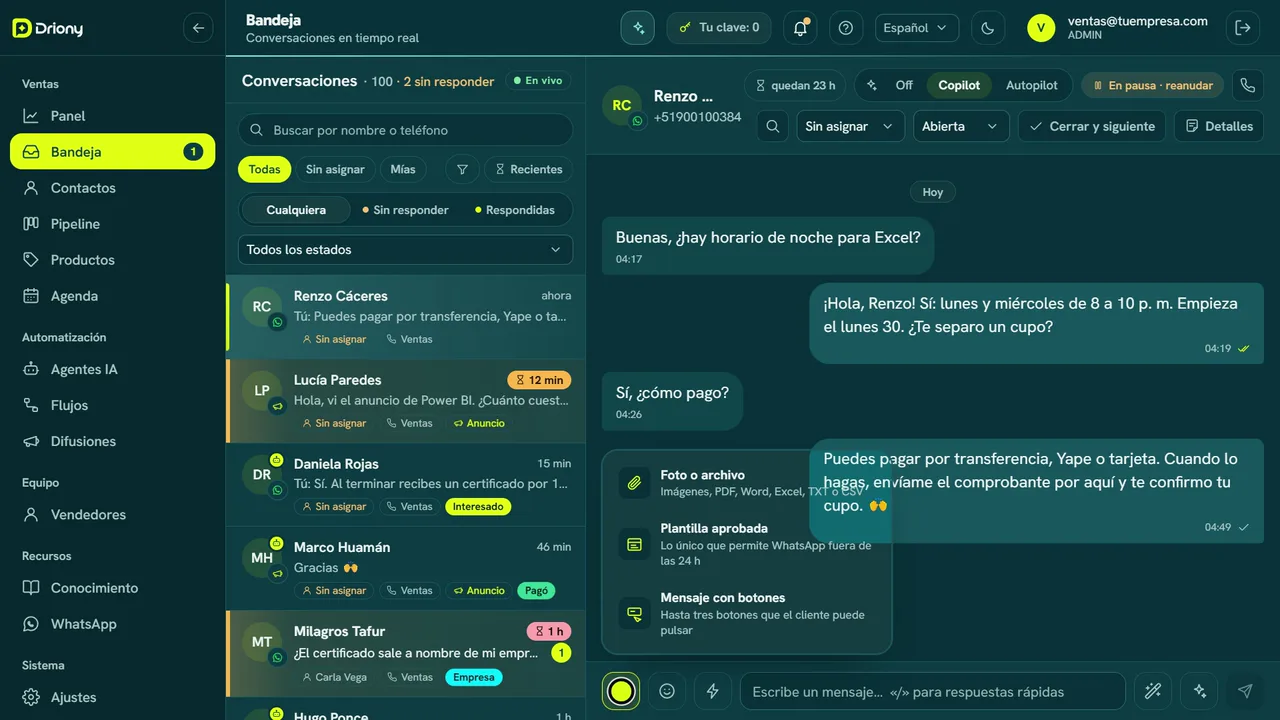 Driony
Bandeja
Conversaciones en tiempo real
Tu clave: 0
Español
V
ventas@tuempresa.com
ADMIN
Ventas
Panel
Bandeja
1
Contactos
Pipeline
Productos
Agenda
Automatización
Agentes IA
Flujos
Difusiones
Equipo
Vendedores
Recursos
Conocimiento
WhatsApp
Sistema
Ajustes
Conversaciones · 100 · 2 sin responder
En vivo
Buscar por nombre o teléfono
Todas
Sin asignar
Mías
Recientes
Cualquiera
Sin responder
Respondidas
Todos los estados
RC
Renzo Cáceres
ahora
Tú: Puedes pagar por transferencia, Yape o ta...
Sin asignar
Ventas
LP
Lucía Paredes
12 min
Hola, vi el anuncio de Power BI. ¿Cuánto cuest...
Sin asignar
Ventas
Anuncio
DR
Daniela Rojas
15 min
Tú: Sí. Al terminar recibes un certificado por 1...
Sin asignar
Ventas
Interesado
MH
Marco Huamán
46 min
Gracias 🙌
Sin asignar
Ventas
Anuncio
Pagó
MT
Milagros Tafur
1 h
¿El certificado sale a nombre de mi empr...
1
Carla Vega
Ventas
Empresa
Hugo Ponce
1 h
RC
Renzo ...
+51900100384
quedan 23 h
Off
Copilot
Autopilot
En pausa · reanudar
Sin asignar
Abierta
Cerrar y siguiente
Detalles
Hoy
Buenas, ¿hay horario de noche para Excel?
04:17
¡Hola, Renzo! Sí: lunes y miércoles de 8 a 10 p. m. Empieza
el lunes 30. ¿Te separo un cupo?
04:19
Sí, ¿cómo pago?
04:26
Puedes pagar por transferencia, Yape o tarjeta. Cuando lo
hagas, envíame el comprobante por aquí y te confirmo tu
cupo. 🙌
04:49
Foto o archivo
Imágenes, PDF, Word, Excel, TXT o CSV
Plantilla aprobada
Lo único que permite WhatsApp fuera de
las 24 h
Mensaje con botones
Hasta tres botones que el cliente puede
pulsar
Escribe un mensaje... «/» para respuestas rápidas